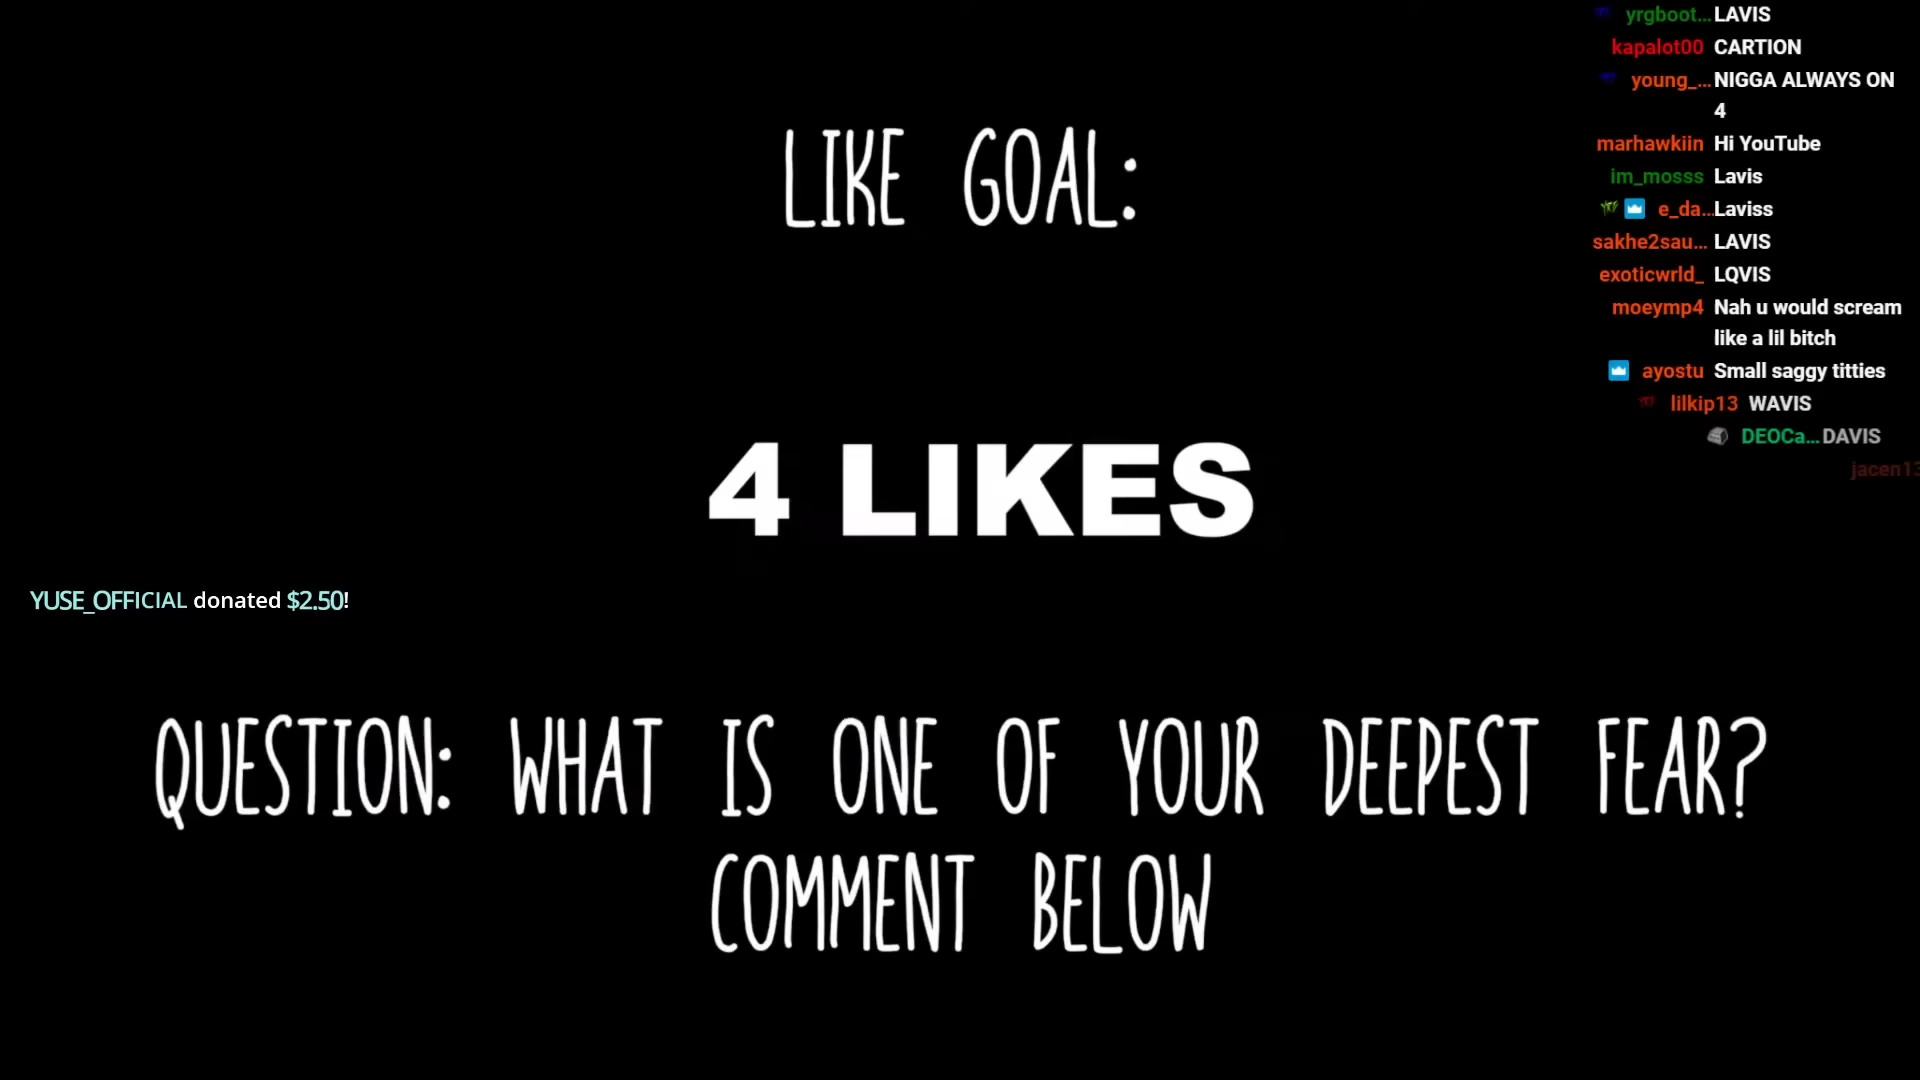 yrgboot... LAVIS
kapalot00 CARTION
young_... NIGGA ALWAYS ON
4
marhawkiin Hi YouTube
im_mosss Lavis
e_da... Laviss
sakhe2sau... LAVIS
exoticwrld_ LQVIS
moeymp4 Nah u would scream
like a lil bitch
ayostu Small saggy titties
lilkip13 WAVIS
DEOCa... DAVIS
jacen13
LIKE GOAL:
4 LIKES
YUSE_OFFICIAL donated $2.50!
QUESTION: WHAT IS ONE OF YOUR DEEPEST FEAR?
COMMENT BELOW